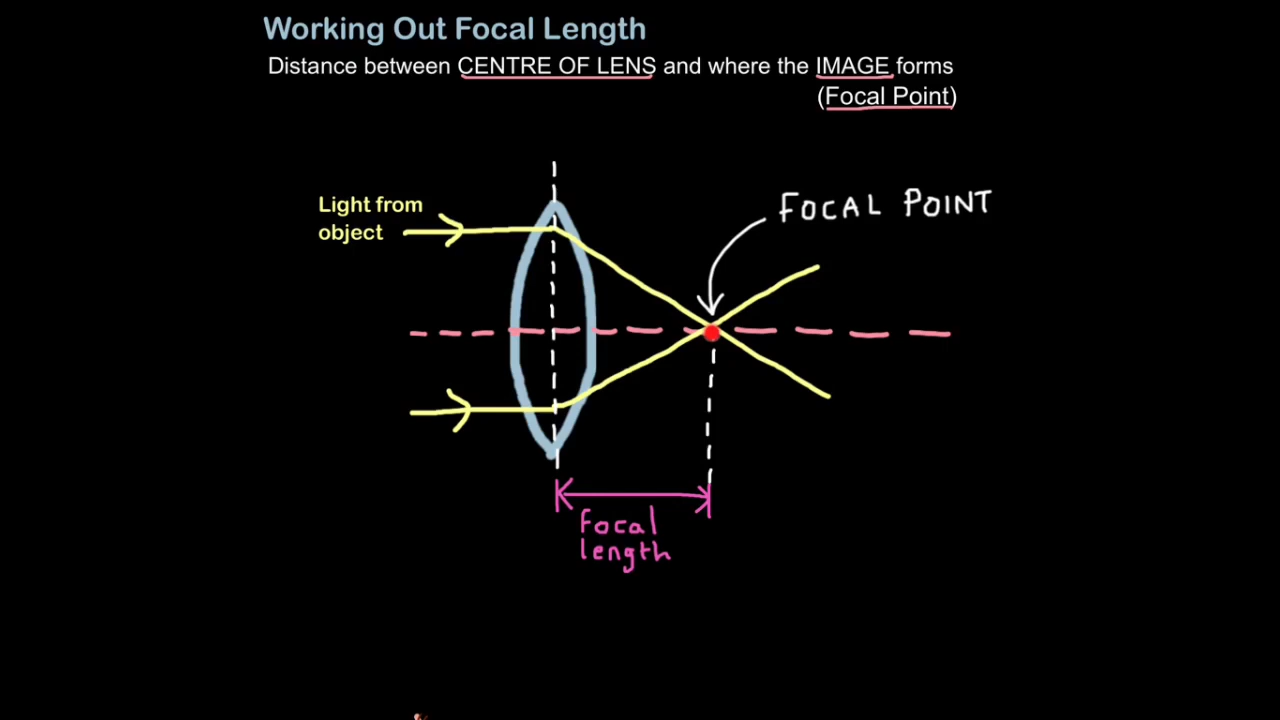 Working Out Focal Length
Distance between CENTRE OF LENS and where the IMAGE forms
(Focal Point)
Light from
object
FOCAL POINT
focal
length